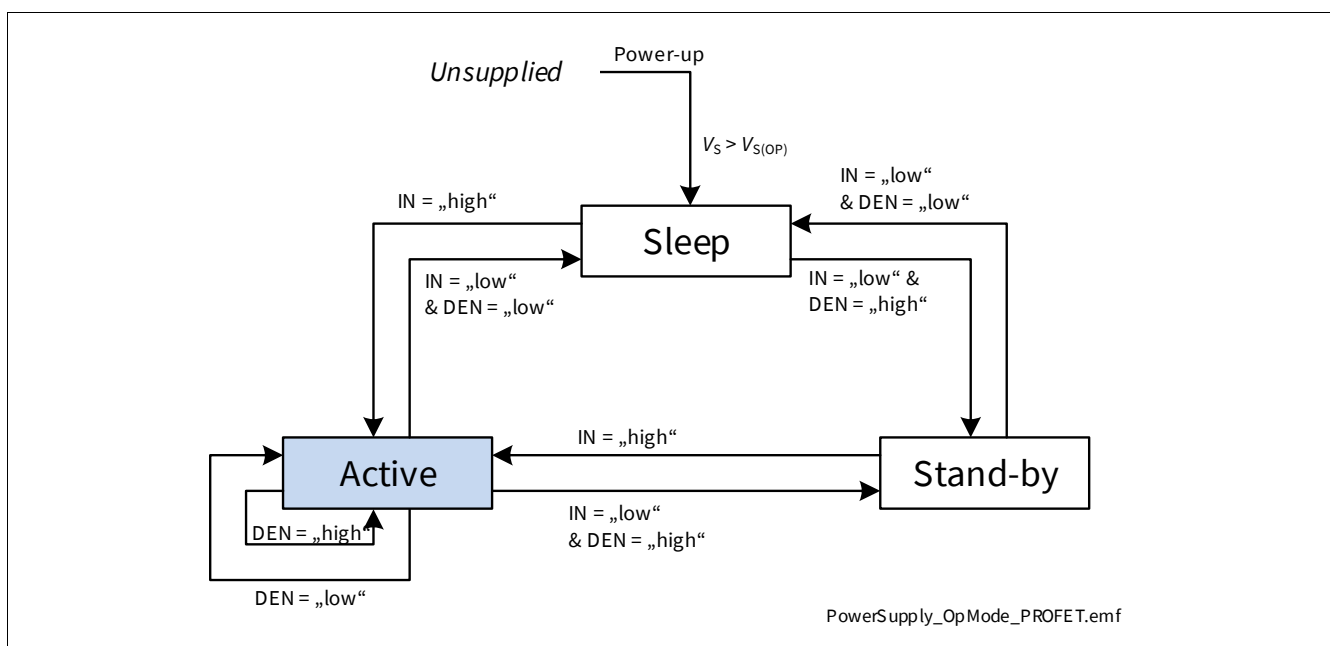 Power-up
Unsupplied
VS > VS(OP)
IN = „low“
& DEN = „low“
IN = „high“
Sleep
IN = „low“
& DEN = „low“
IN = „low“ &
DEN = „high“
IN = „high“
Active
Stand-by
IN = „low“
& DEN = „high“
DEN = „high“
DEN = „low“
PowerSupply_OpMode_PROFET.emf